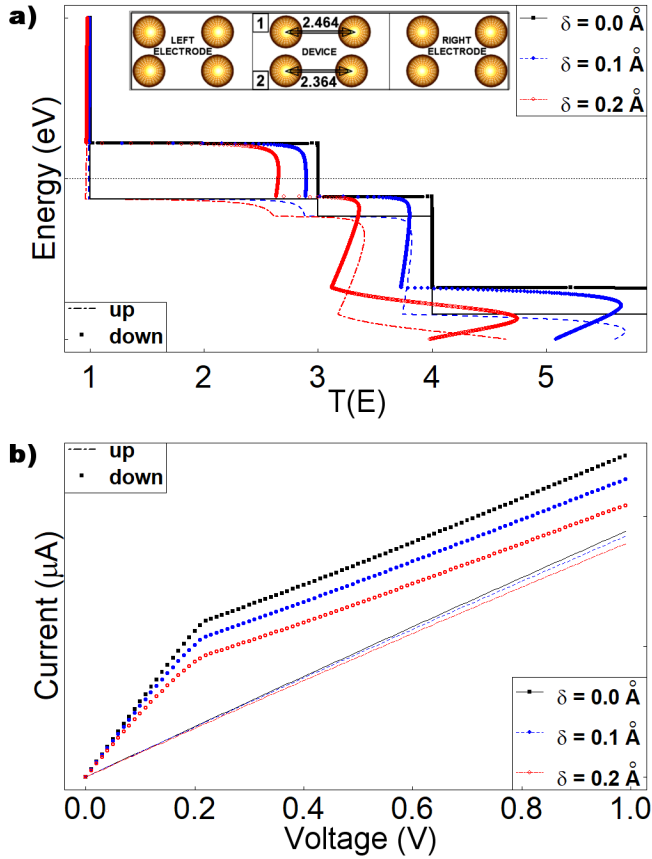 a)
LEFT
ELECTRODE
1
2.464
DEVICE
2
2.364
RIGHT
ELECTRODE
δ = 0.0 Å
δ = 0.1 Å
δ = 0.2 Å
Energy (eV)
up
down
1 2 3 4 5
T(E)
b)
up
down
Current (μA)
δ = 0.0 Å
δ = 0.1 Å
δ = 0.2 Å
0.0 0.2 0.4 0.6 0.8 1.0
Voltage (V)